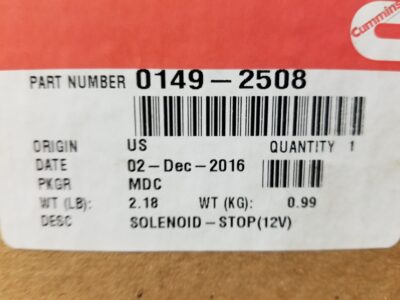 Cummins
PART NUMBER 0149-2508
ORIGIN US QUANTITY 1
DATE 02-Dec-2016
PKGR MDC
WT (LB): 2.18 WT (KG): 0.99
DESC SOLENOID-STOP(12V)